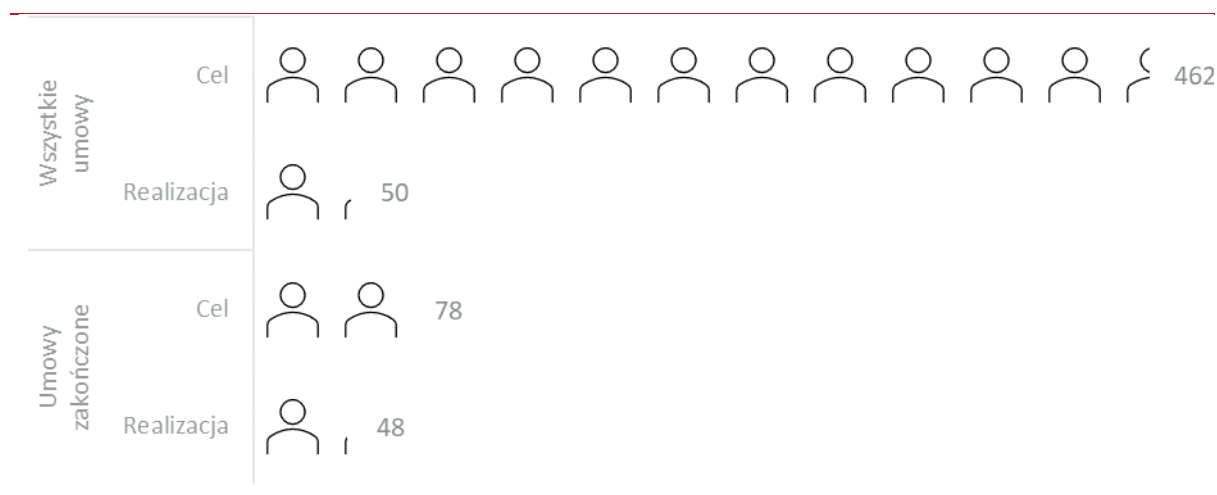 Wszystkie
umowy
Cel
462
Realizacja
50
Umowy
zakończone
Cel
78
Realizacja
48